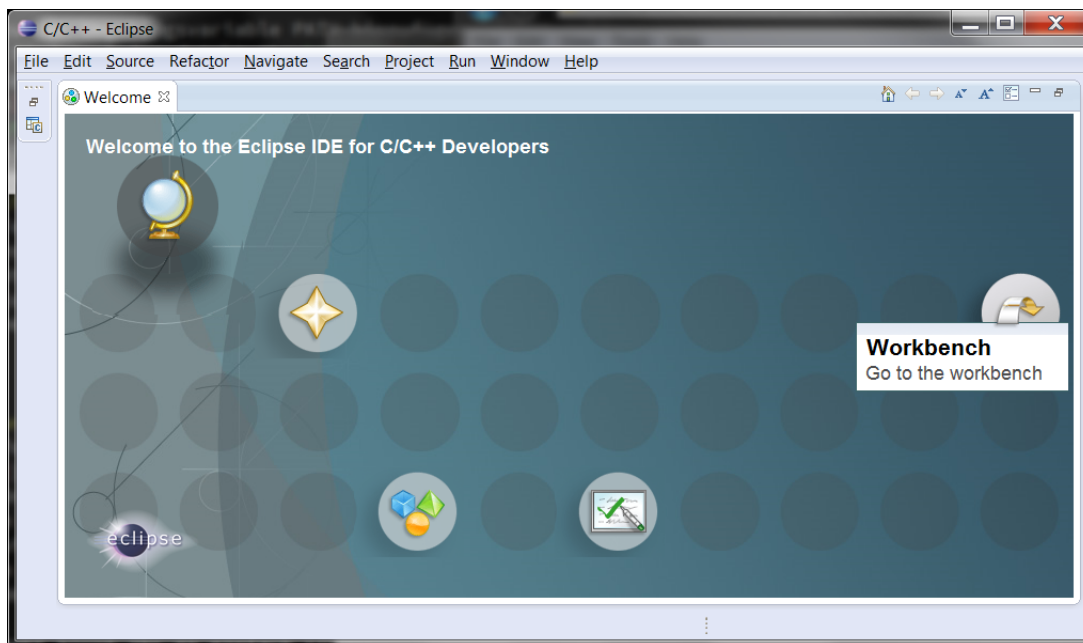 C/C++ - Eclipse
File Edit Source Refactor Navigate Search Project Run Window Help
Welcome
Welcome to the Eclipse IDE for C/C++ Developers
Workbench
Go to the workbench
eclipse